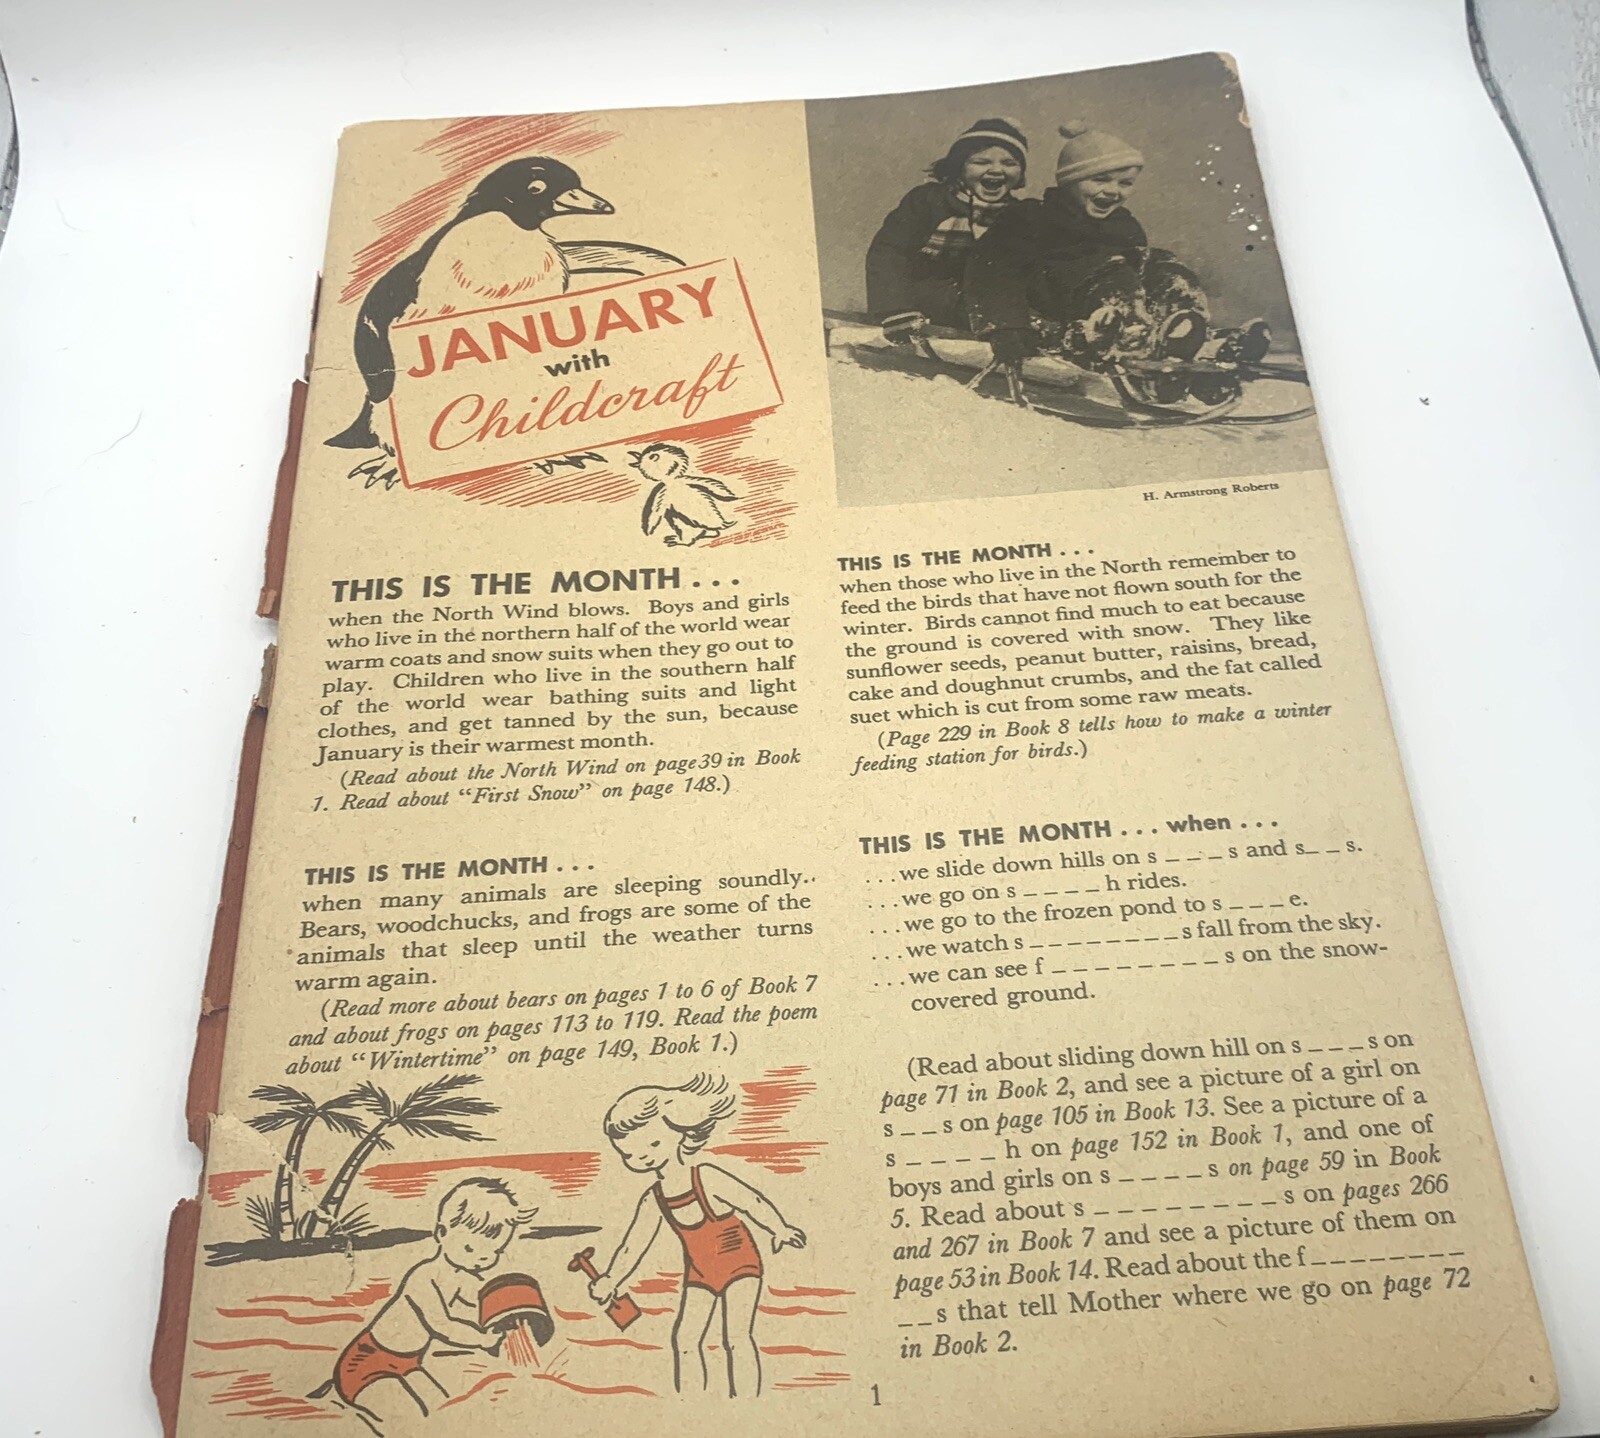 JANUARY
with
Childcraft
H. Armstrong Roberts
THIS IS THE MONTH . . .
when the North Wind blows. Boys and girls
who live in the northern half of the world wear
warm coats and snow suits when they go out to
play. Children who live in the southern half
of the world wear bathing suits and light
clothes, and get tanned by the sun, because
January is their warmest month.
(Read about the North Wind on page 39 in Book
1. Read about "First Snow" on page 148.)
THIS IS THE MONTH . . .
when many animals are sleeping soundly..
Bears, woodchucks, and frogs are some of the
animals that sleep until the weather turns
warm again.
(Read more about bears on pages 1 to 6 of Book 7
and about frogs on pages 113 to 119. Read the poem
about "Wintertime" on page 149, Book 1.)
THIS IS THE MONTH . . .
when those who live in the North remember to
feed the birds that have not flown south for the
winter. Birds cannot find much to eat because
the ground is covered with snow. They like
sunflower seeds, peanut butter, raisins, bread,
cake and doughnut crumbs, and the fat called
suet which is cut from some raw meats.
(Page 229 in Book 8 tells how to make a winter
feeding station for birds.)
THIS IS THE MONTH . . . when . . .
. . . we slide down hills on s _ _ _ s and s_ _ s.
. . . we go on s _ _ _ _ h rides.
. . . we go to the frozen pond to s _ _ _ e.
. . . we watch s _ _ _ _ _ _ _ _ s fall from the sky.
. . . we can see f _ _ _ _ _ _ _ _ s on the snow-
covered ground.
(Read about sliding down hill on s _ _ _ s on
page 71 in Book 2, and see a picture of a girl on
s _ _ s on page 105 in Book 13. See a picture of a
s _ _ _ _ h on page 152 in Book 1, and one of
boys and girls on s _ _ _ _ s on page 59 in Book
5. Read about s _ _ _ _ _ _ _ _ s on pages 266
and 267 in Book 7 and see a picture of them on
page 53 in Book 14. Read about the f _ _ _ _ _ _ _ _
_ _ s that tell Mother where we go on page 72
in Book 2.
1